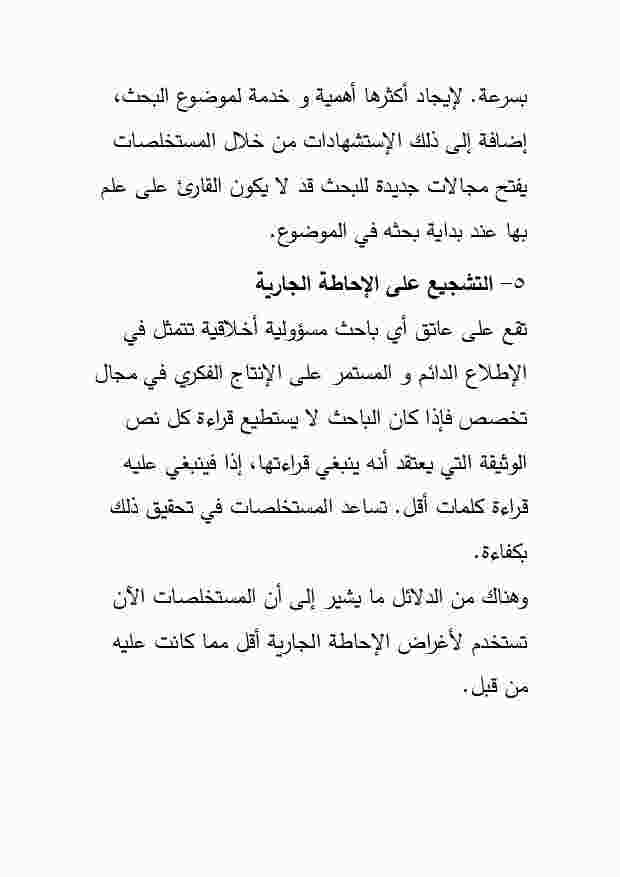 بسرعة. لإيجاد أكثرها أهمية و خدمة لموضوع البحث،
إضافة إلى ذلك الإستشهادات من خلال المستخلصات
يفتح مجالات جديدة للبحث قد لا يكون القارئ على علم
بها عند بداية بحثه في الموضوع.
٥- التشجيع على الإحاطة الجارية
تقع على عاتق أي باحث مسؤولية أخلاقية تتمثل في
الإطلاع الدائم و المستمر على الإنتاج الفكري في مجال
تخصص فإذا كان الباحث لا يستطيع قراءة كل نص
الوثيقة التي يعتقد أنه ينبغي قراءتها، إذا فينبغي عليه
قراءة كلمات أقل. تساعد المستخلصات في تحقيق ذلك
بكفاءة.
وهناك من الدلائل ما يشير إلى أن المستخلصات الآن
تستخدم لأغراض الإحاطة الجارية أقل مما كانت عليه
من قبل.